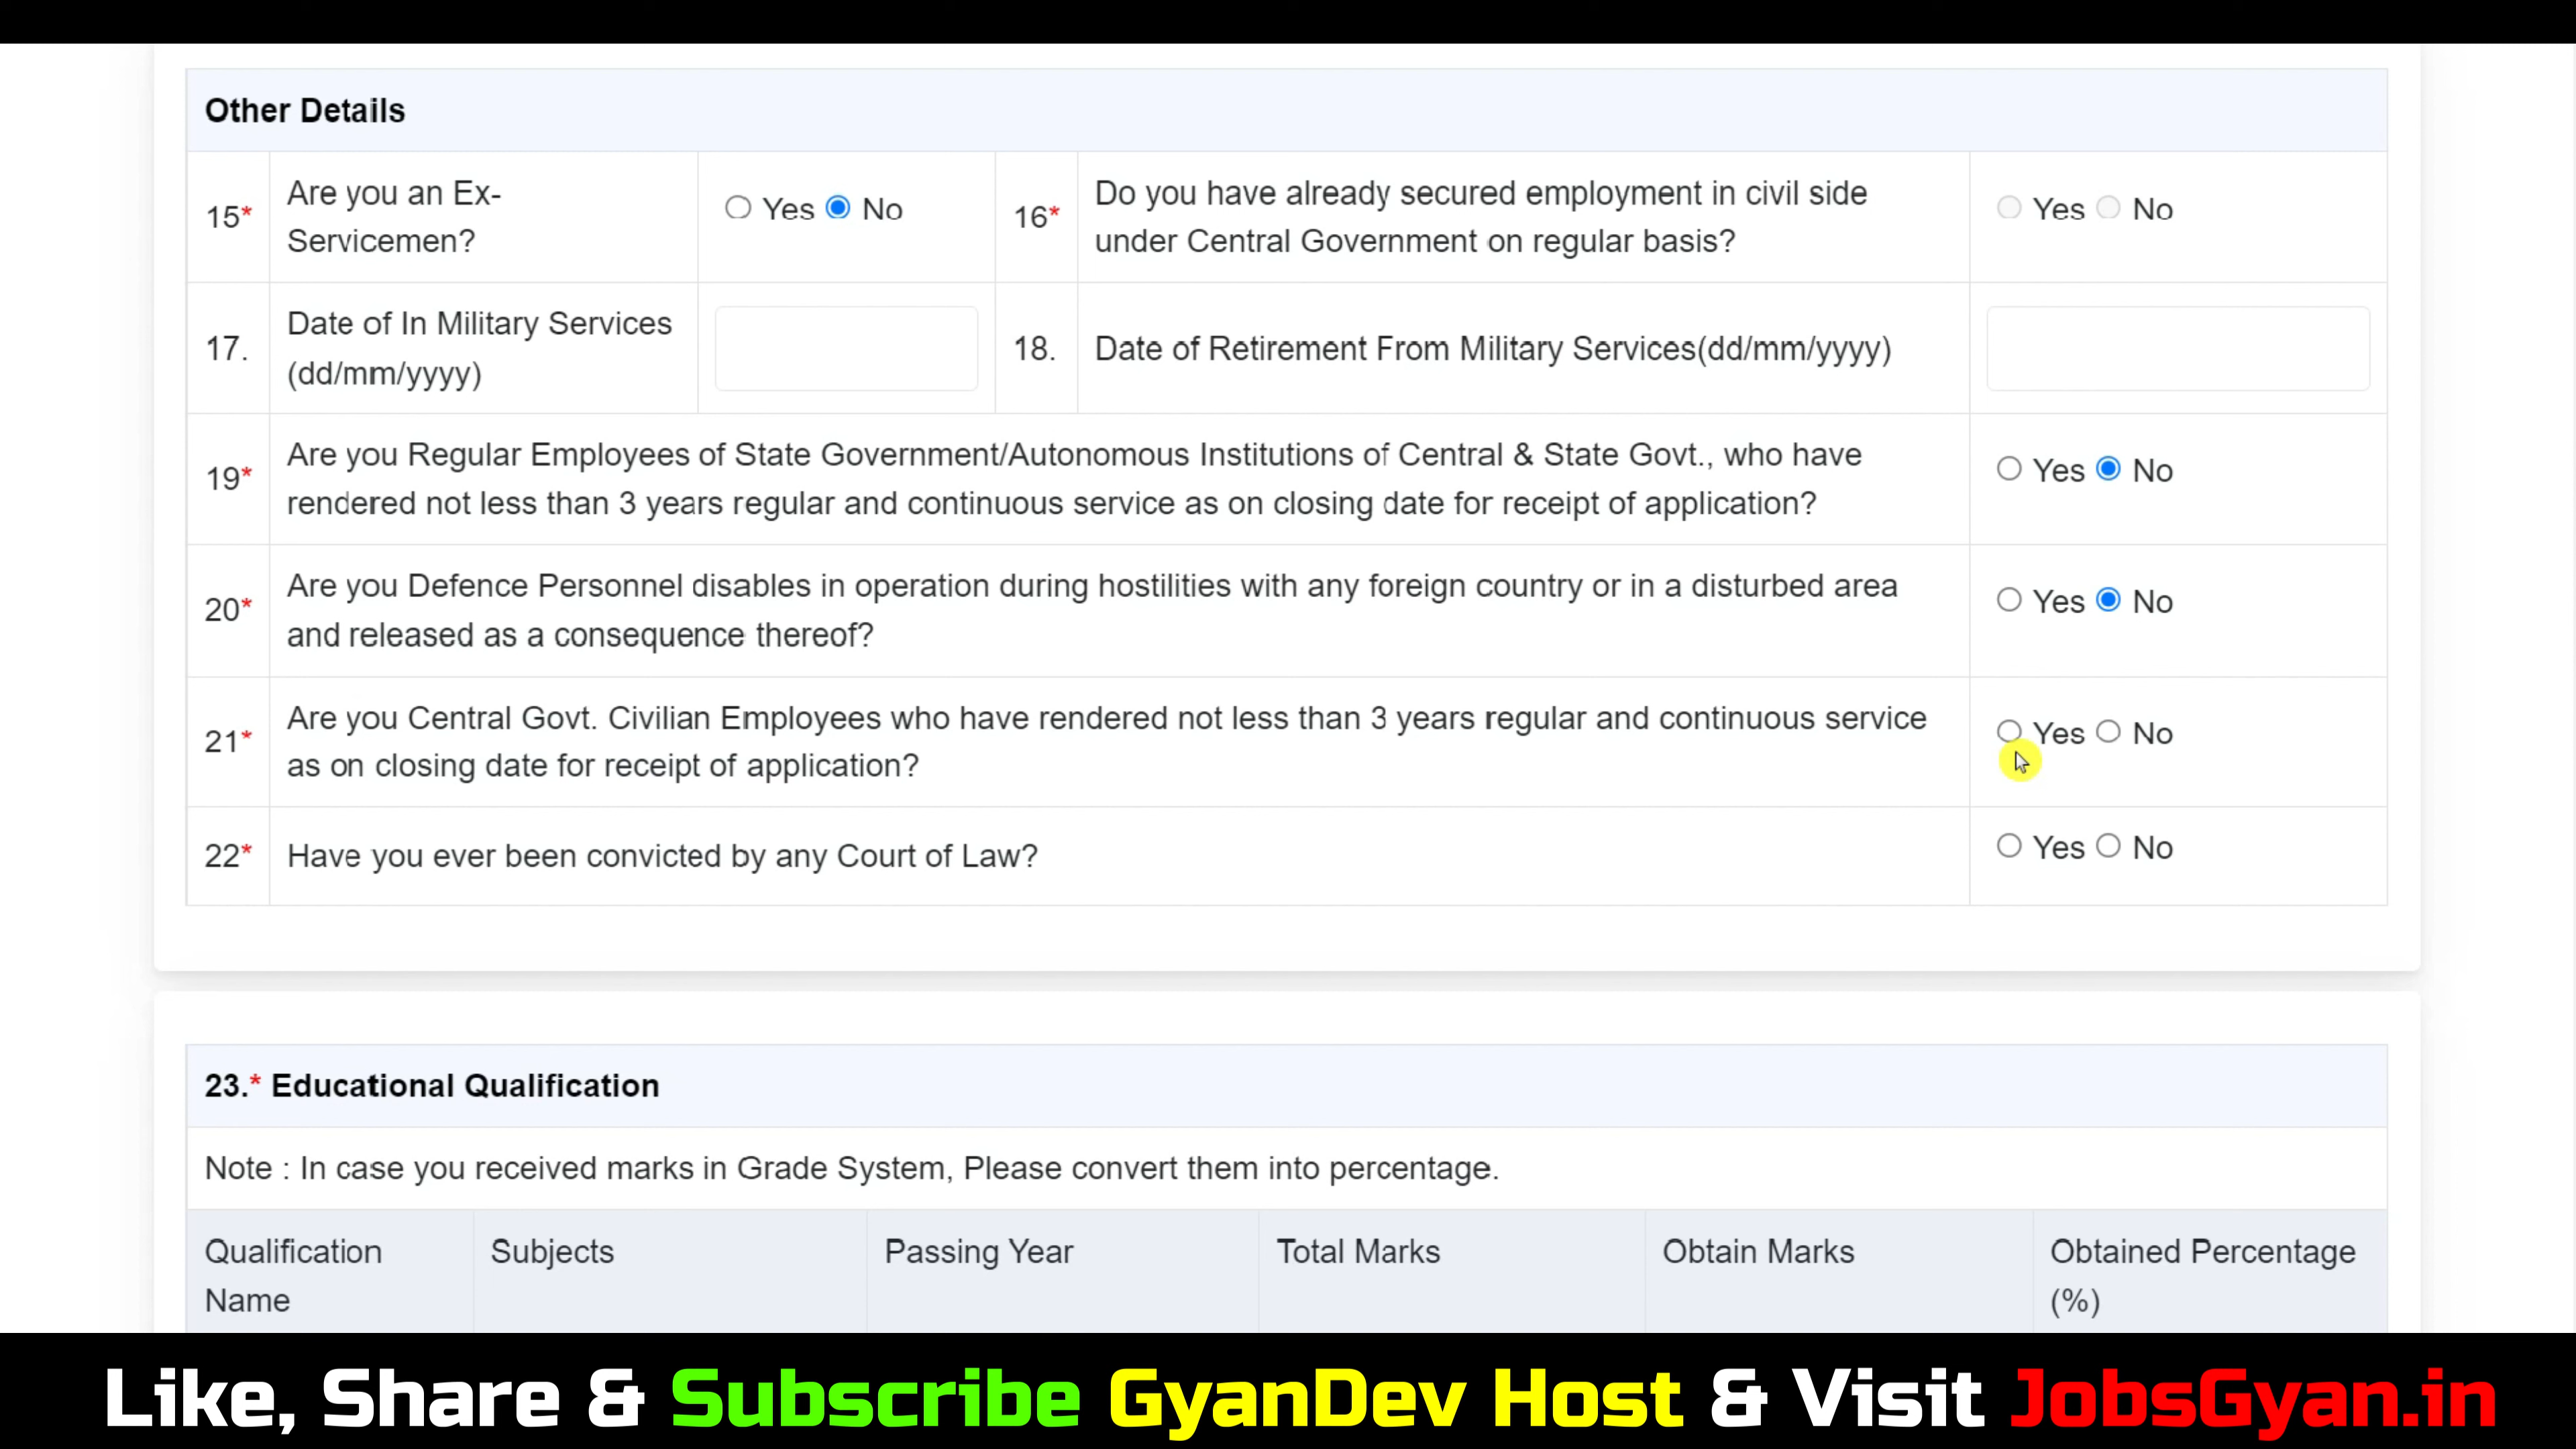 Other Details
15* Are you an Ex-
Servicemen?
Yes No
16* Do you have already secured employment in civil side
under Central Government on regular basis?
Yes No
17. Date of In Military Services
(dd/mm/yyyy)
18. Date of Retirement From Military Services(dd/mm/yyyy)
19* Are you Regular Employees of State Government/Autonomous Institutions of Central & State Govt., who have
rendered not less than 3 years regular and continuous service as on closing date for receipt of application?
Yes No
20* Are you Defence Personnel disables in operation during hostilities with any foreign country or in a disturbed area
and released as a consequence thereof?
Yes No
21* Are you Central Govt. Civilian Employees who have rendered not less than 3 years regular and continuous service
as on closing date for receipt of application?
Yes No
22* Have you ever been convicted by any Court of Law?
Yes No
23.* Educational Qualification
Note : In case you received marks in Grade System, Please convert them into percentage.
Qualification
Name
Subjects
Passing Year
Total Marks
Obtain Marks
Obtained Percentage
(%)
Like, Share & Subscribe GyanDev Host & Visit JobsGyan.in